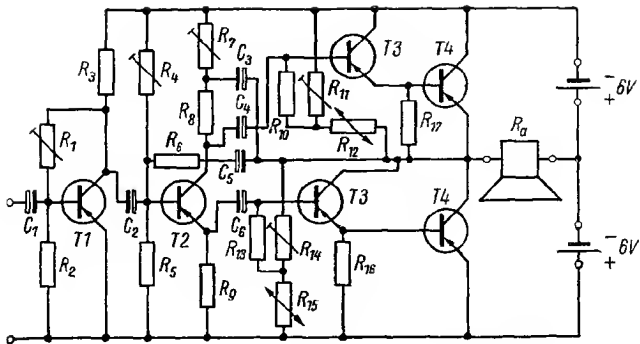 R7
C3
T3
T4
R3
R4
− 6V
+
R8
C4
R11
R10
R12
R17
Ra
R1
R6
C5
C1
T1
C2
T2
C6
T3
T4
− 6V
+
R2
R5
R9
R13
R14
R15
R16